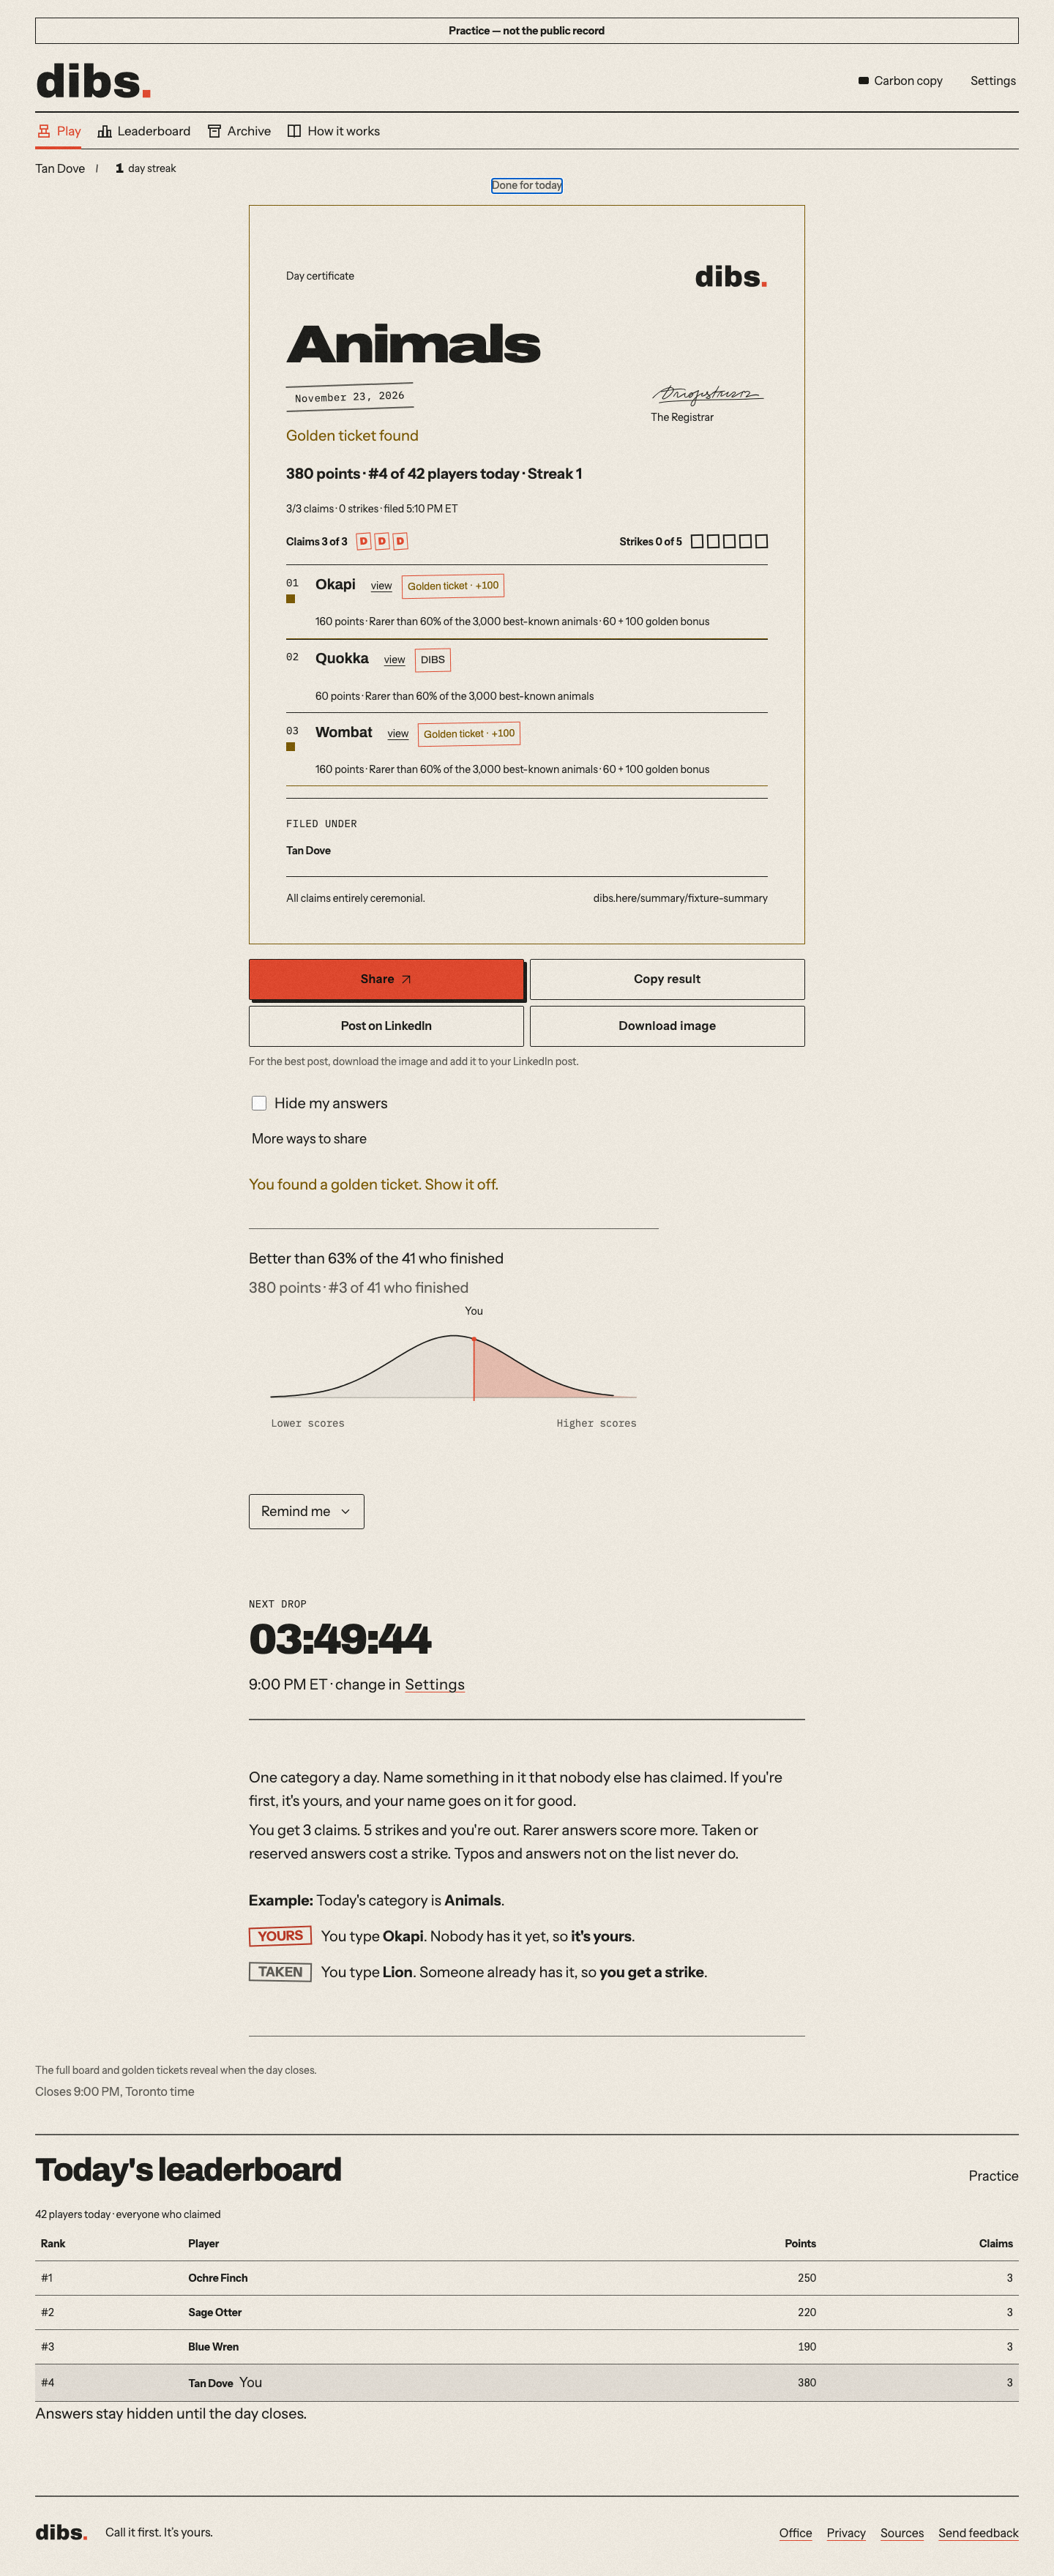 Practice — not the public record
dibs.
Carbon copy Settings
Play Leaderboard Archive How it works
Tan Dove / 1 day streak
Done for today
Day certificate dibs.
Animals
November 23, 2026
The Registrar
Golden ticket found
380 points · #4 of 42 players today · Streak 1
3/3 claims · 0 strikes · filed 5:10 PM ET
Claims 3 of 3 D D D Strikes 0 of 5
01 Okapi view Golden ticket · +100
160 points · Rarer than 60% of the 3,000 best-known animals · 60 + 100 golden bonus
02 Quokka view DIBS
60 points · Rarer than 60% of the 3,000 best-known animals
03 Wombat view Golden ticket · +100
160 points · Rarer than 60% of the 3,000 best-known animals · 60 + 100 golden bonus
FILED UNDER
Tan Dove
All claims entirely ceremonial. dibs.here/summary/fixture-summary
Share Copy result
Post on LinkedIn Download image
For the best post, download the image and add it to your LinkedIn post.
Hide my answers
More ways to share
You found a golden ticket. Show it off.
Better than 63% of the 41 who finished
380 points · #3 of 41 who finished
You
Lower scores Higher scores
Remind me
NEXT DROP
03:49:44
9:00 PM ET · change in Settings
One category a day. Name something in it that nobody else has claimed. If you're
first, it's yours, and your name goes on it for good.
You get 3 claims. 5 strikes and you're out. Rarer answers score more. Taken or
reserved answers cost a strike. Typos and answers not on the list never do.
Example: Today's category is Animals.
YOURS You type Okapi. Nobody has it yet, so it's yours.
TAKEN You type Lion. Someone already has it, so you get a strike.
The full board and golden tickets reveal when the day closes.
Closes 9:00 PM, Toronto time
Today's leaderboard Practice
42 players today · everyone who claimed
Rank Player Points Claims
#1 Ochre Finch 250 3
#2 Sage Otter 220 3
#3 Blue Wren 190 3
#4 Tan Dove You 380 3
Answers stay hidden until the day closes.
dibs. Call it first. It's yours. Office Privacy Sources Send feedback